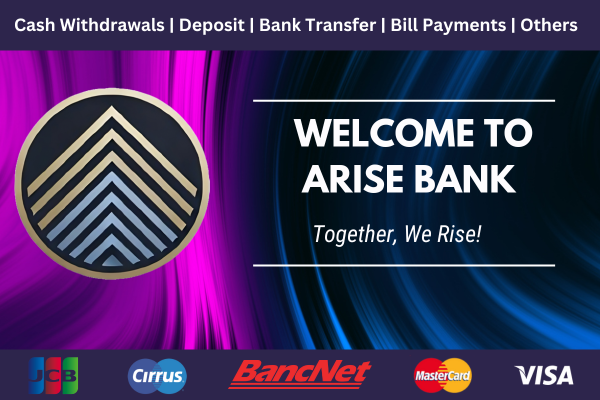 Cash Withdrawals | Deposit | Bank Transfer | Bill Payments | Others
WELCOME TO
ARISE BANK
Together, We Rise!
JCB Cirrus BancNet MasterCard VISA